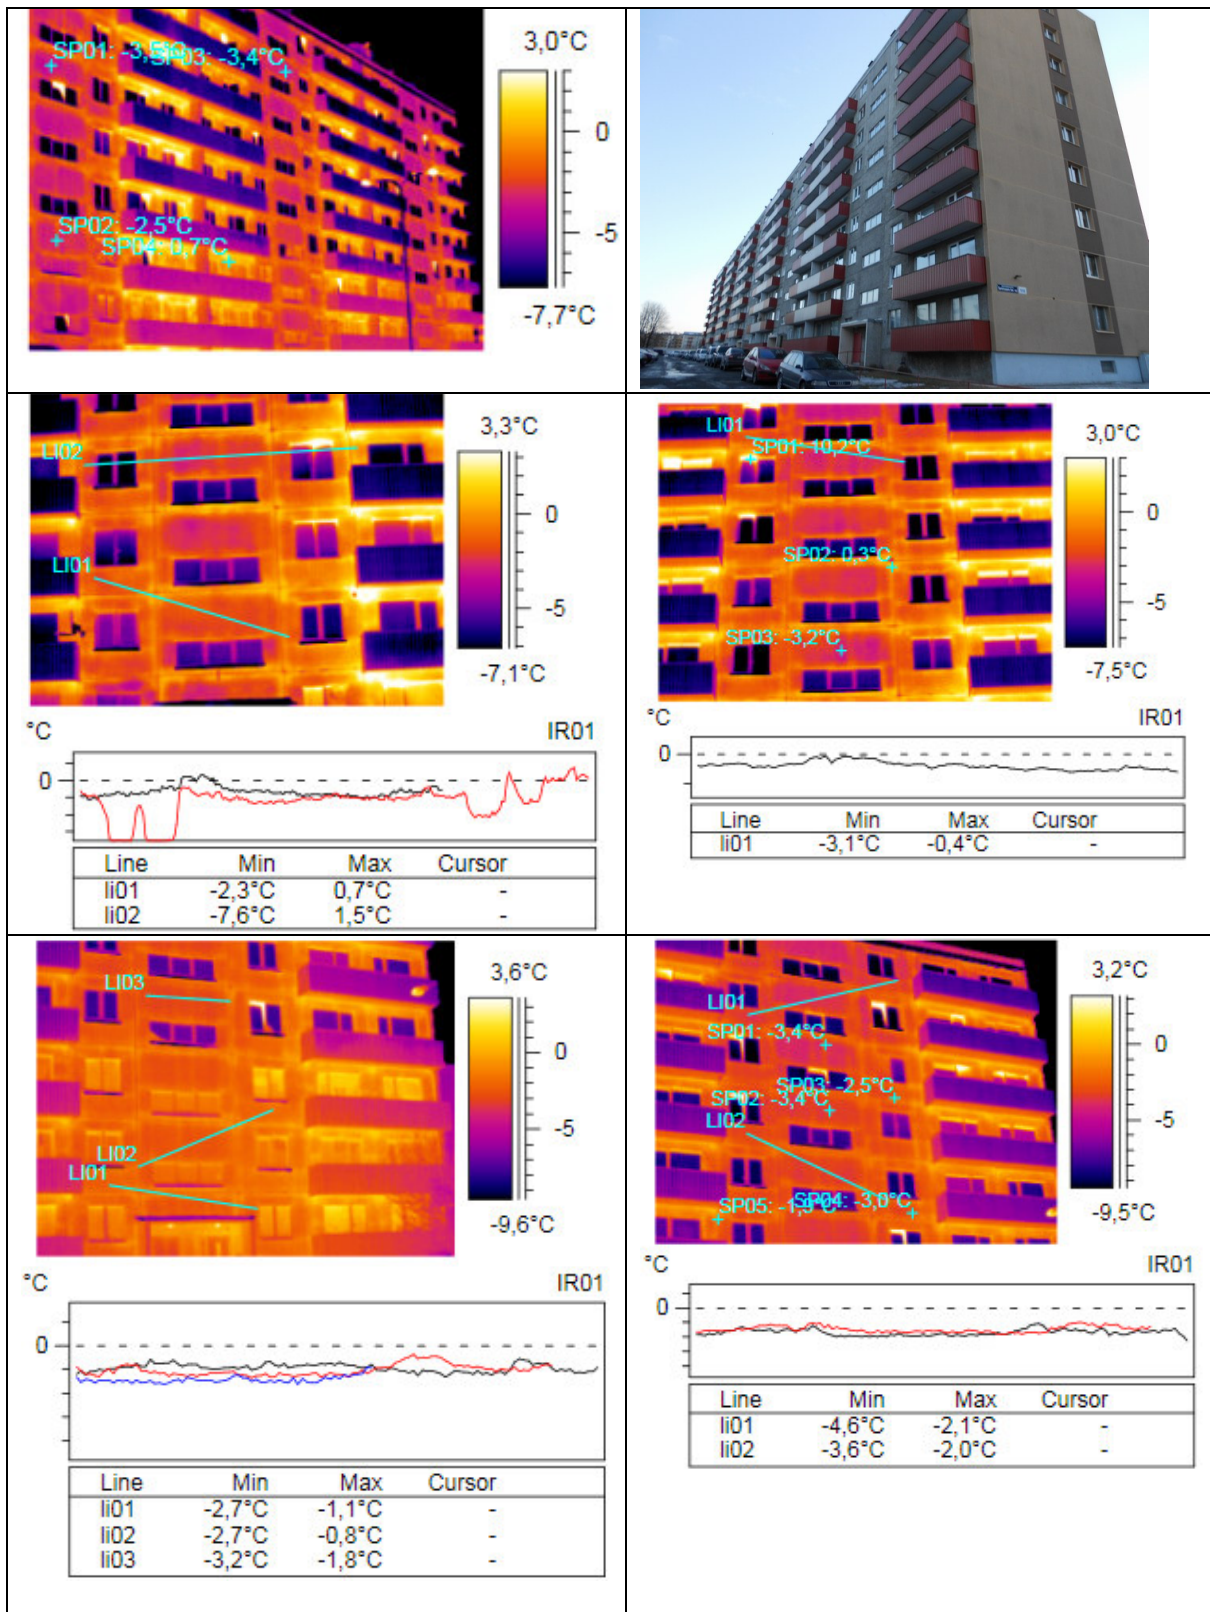 3,0°C
SP01: -3,5°C
SP03: -3,4°C
0
-5
SP02: -2,5°C
SP04: 0,7°C
-7,7°C
3,3°C
LI02
0
LI01
-5
-7,1°C
°C
IR01
0
Line Min Max Cursor
li01 -2,3°C 0,7°C -
li02 -7,6°C 1,5°C -
LI01
3,0°C
SP01: 10,2°C
0
SP02: 0,3°C
-5
SP03: -3,2°C
-7,5°C
°C
IR01
0
Line Min Max Cursor
li01 -3,1°C -0,4°C -
3,6°C
LI03
0
-5
LI02
LI01
-9,6°C
°C
IR01
0
Line Min Max Cursor
li01 -2,7°C -1,1°C -
li02 -2,7°C -0,8°C -
li03 -3,2°C -1,8°C -
3,2°C
LI01
SP01: -3,4°C
0
SP03: -2,5°C
SP02: -3,4°C
LI02
-5
SP05: -1,9°C
SP04: -3,0°C
-9,5°C
°C
IR01
0
Line Min Max Cursor
li01 -4,6°C -2,1°C -
li02 -3,6°C -2,0°C -